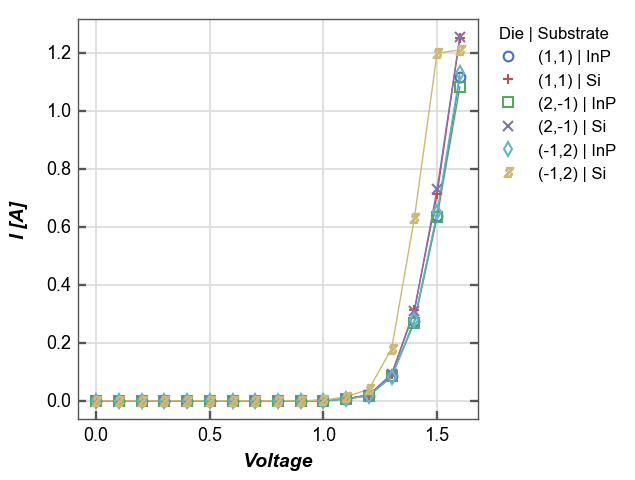 Die | Substrate
(1,1) | InP
(1,1) | Si
(2,-1) | InP
(2,-1) | Si
(-1,2) | InP
(-1,2) | Si
1.2
1.0
0.8
0.6
0.4
0.2
0.0
I [A]
0.0 0.5 1.0 1.5
Voltage